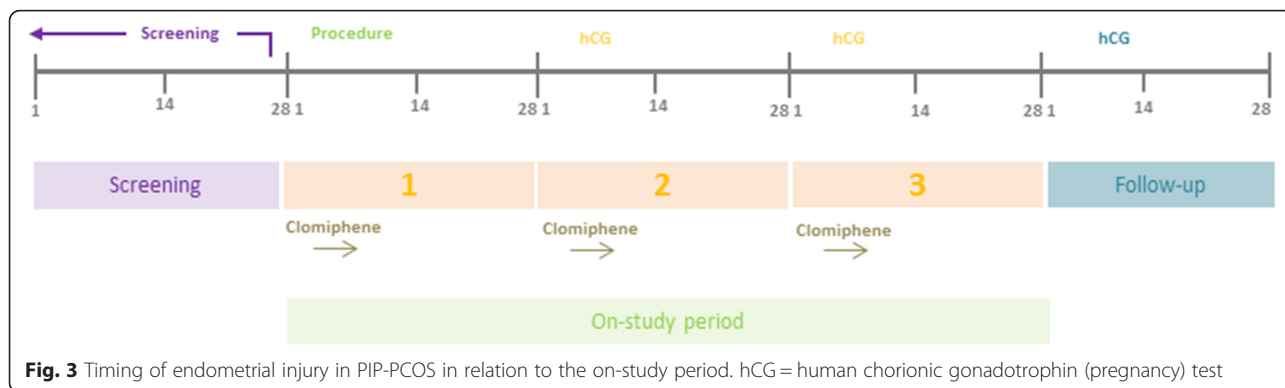 Screening Procedure hCG hCG hCG
1 14 28 1 14 28 1 14 28 1 14 28 1 14 28
Screening 1 2 3 Follow-up
Clomiphene Clomiphene Clomiphene
On-study period
Fig. 3 Timing of endometrial injury in PIP-PCOS in relation to the on-study period. hCG = human chorionic gonadotrophin (pregnancy) test